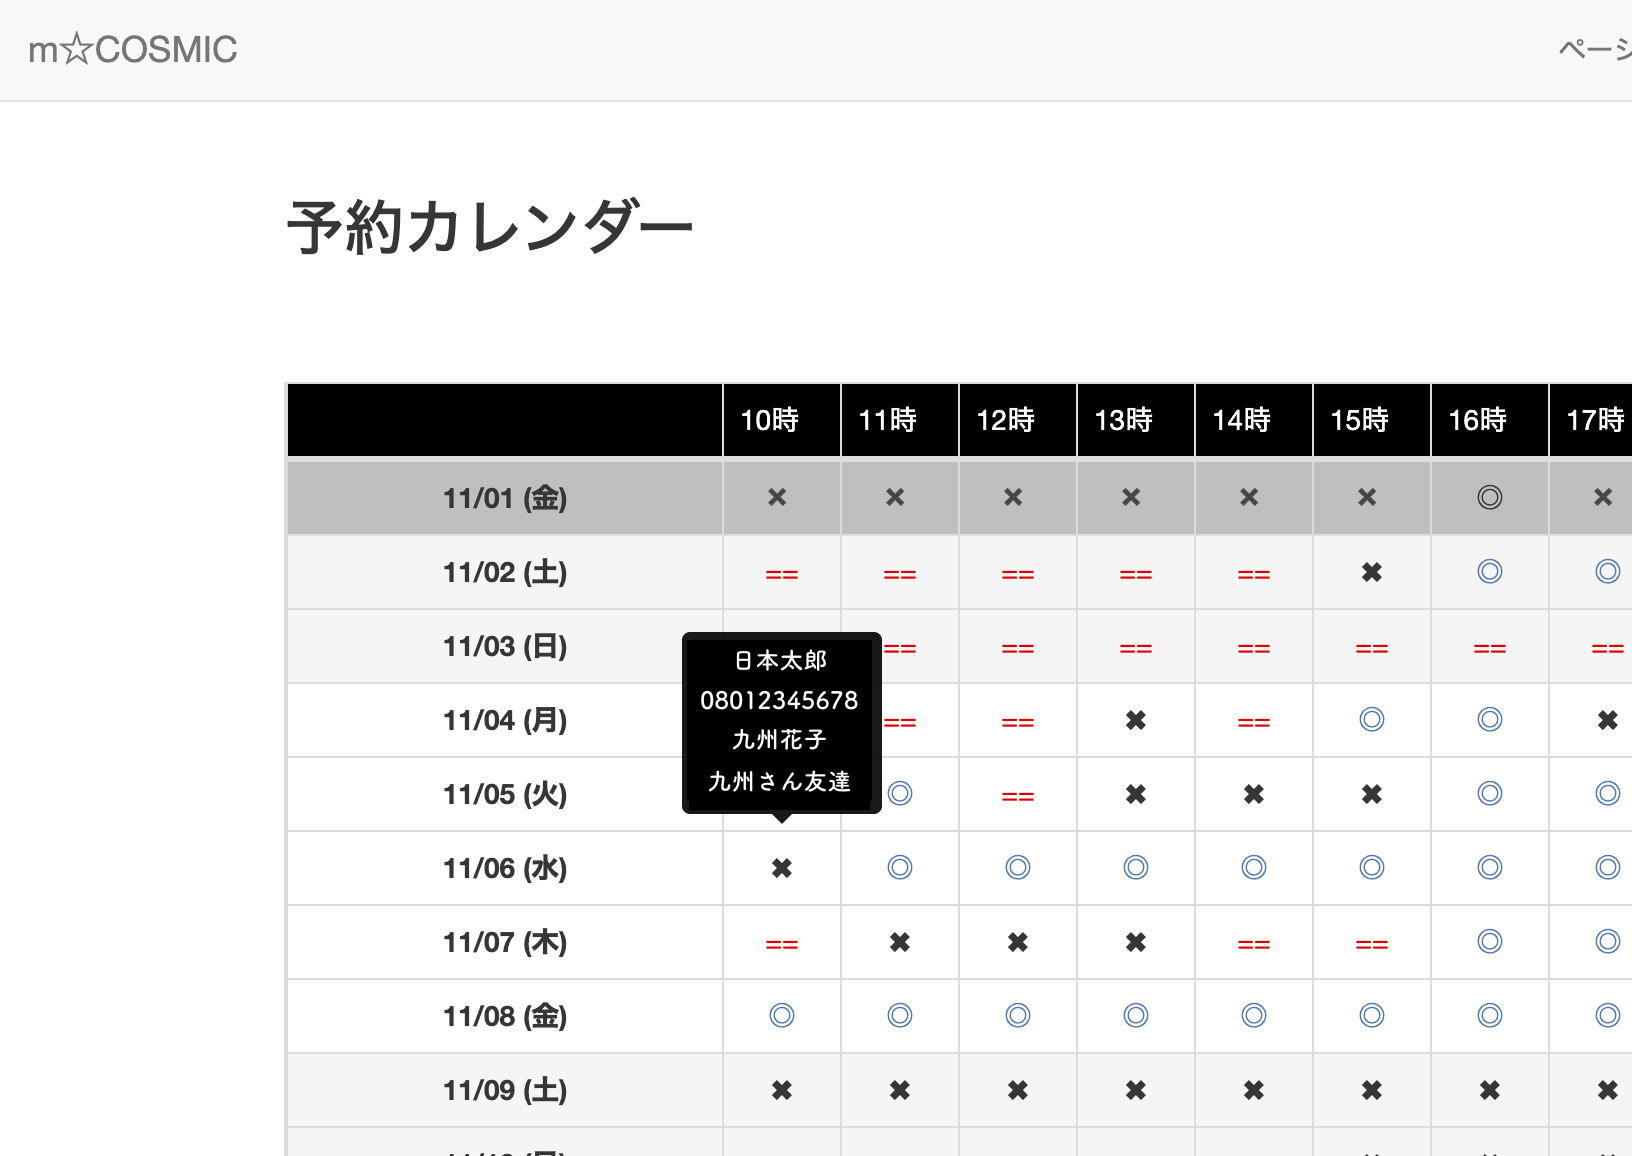 m☆COSMIC
ページ
予約カレンダー
10時 11時 12時 13時 14時 15時 16時 17時
11/01 (金) ✖ ✖ ✖ ✖ ✖ ✖ ◎ ✖
11/02 (土) == == == == == ✖ ◎ ◎
11/03 (日) == == == == == == ==
日本太郎
08012345678
九州花子
九州さん友達
11/04 (月) == == ✖ == ◎ ◎ ✖
11/05 (火) ◎ == ✖ ✖ ✖ ◎ ◎
11/06 (水) ✖ ◎ ◎ ◎ ◎ ◎ ◎ ◎
11/07 (木) == ✖ ✖ ✖ == == ◎ ◎
11/08 (金) ◎ ◎ ◎ ◎ ◎ ◎ ◎ ◎
11/09 (土) ✖ ✖ ✖ ✖ ✖ ✖ ✖ ✖